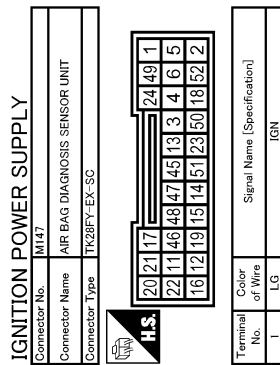 IGNITION POWER SUPPLY
Connector No. M147
Connector Name AIR BAG DIAGNOSIS SENSOR UNIT
Connector Type TK28FY-EX-SC
H.S.
20 21 17 24 49 1
22 11 46 48 47 45 13 3 4 6 5
16 12 19 15 14 51 23 50 18 52 2
Terminal No. Color of Wire Signal Name [Specification]
1 LG IGN